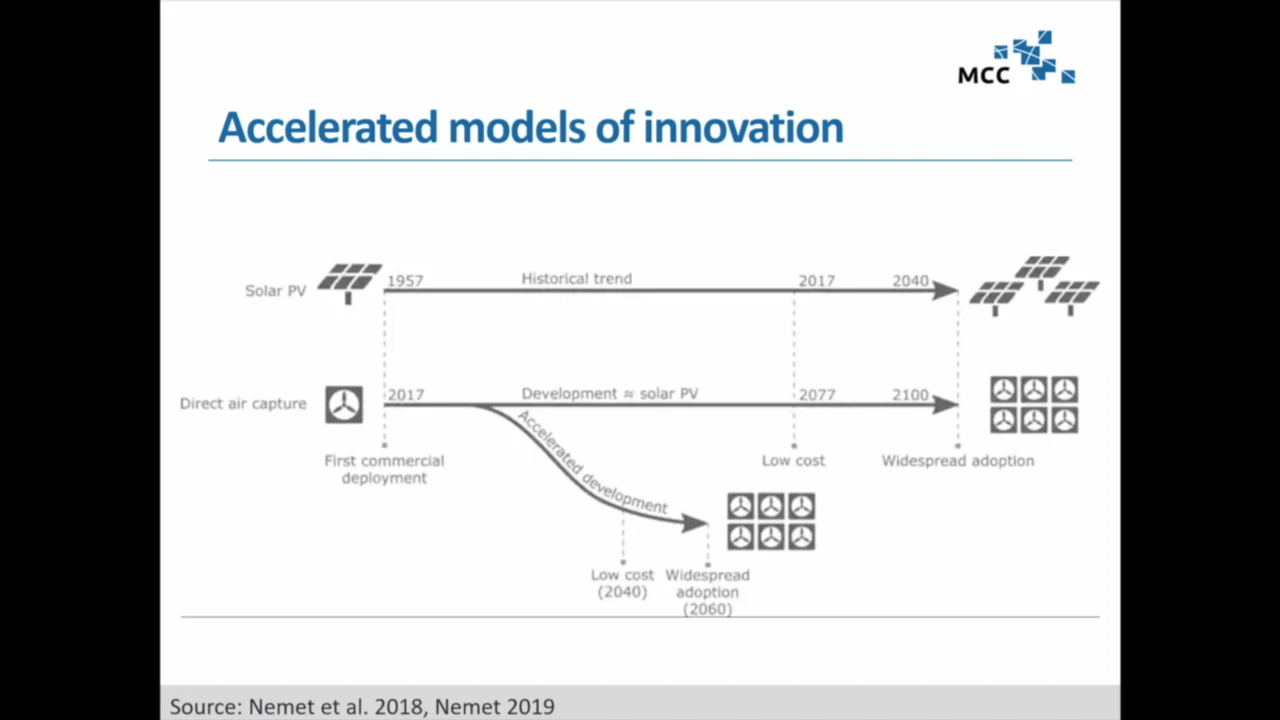 MCC
Accelerated models of innovation
Solar PV
1957
Historical trend
2017
2040
Direct air capture
2017
Development ≈ solar PV
2077
2100
Accelerated development
First commercial
deployment
Low cost
Widespread adoption
Low cost
(2040)
Widespread
adoption
(2060)
Source: Nemet et al. 2018, Nemet 2019